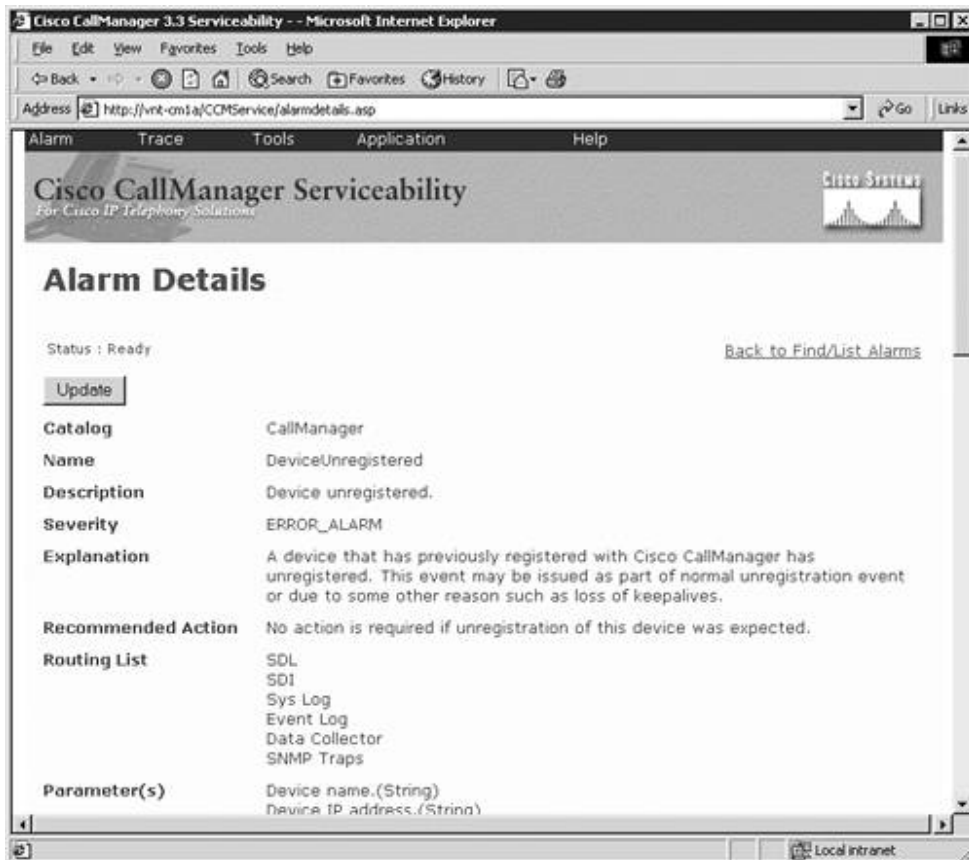 Cisco CallManager 3.3 Serviceability - - Microsoft Internet Explorer
File Edit View Favorites Tools Help
Back Search Favorites History
Address http://vnt-cm1a/CCMService/alarmdetails.asp Go Links
Alarm Trace Tools Application Help
Cisco CallManager Serviceability
For Cisco IP Telephony Solutions
CISCO SYSTEMS
Alarm Details
Status : Ready
Back to Find/List Alarms
Update
Catalog CallManager
Name DeviceUnregistered
Description Device unregistered.
Severity ERROR_ALARM
Explanation A device that has previously registered with Cisco CallManager has
unregistered. This event may be issued as part of normal unregistration event
or due to some other reason such as loss of keepalives.
Recommended Action No action is required if unregistration of this device was expected.
Routing List SDL
SDI
Sys Log
Event Log
Data Collector
SNMP Traps
Parameter(s) Device name.(String)
Device IP address.(String)
Local intranet